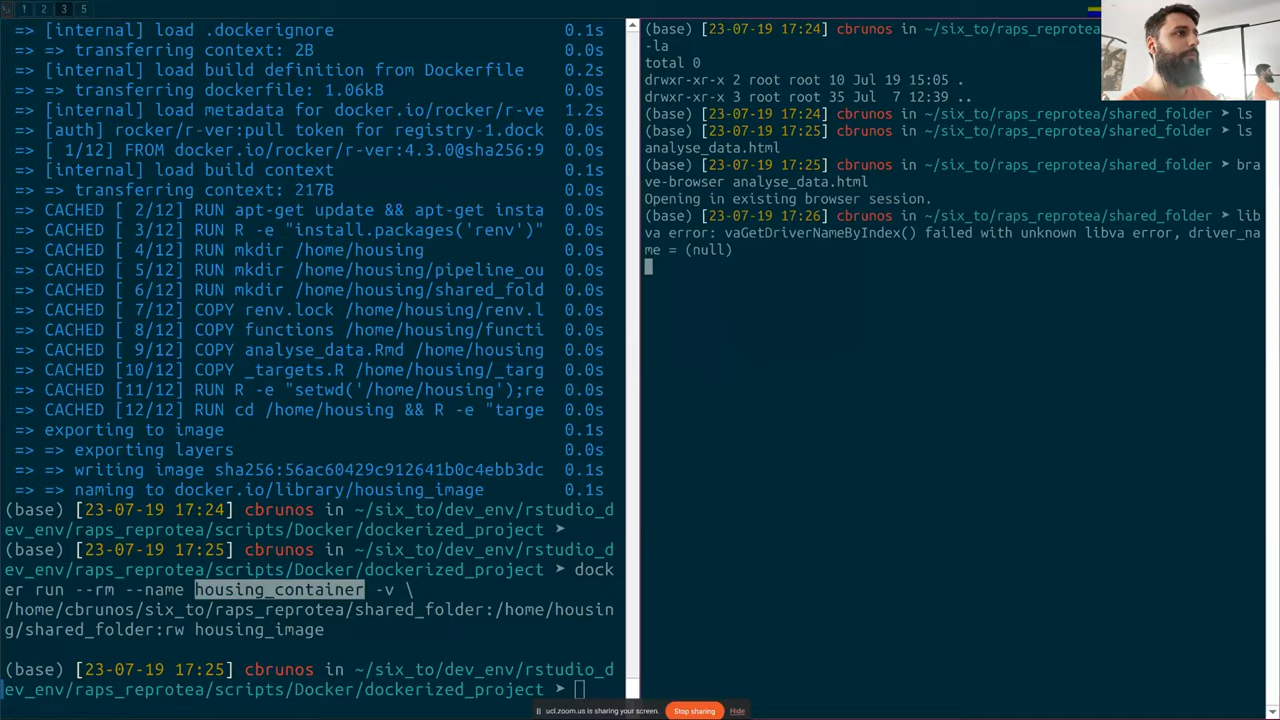 1 2 3 5
=> [internal] load .dockerignore 0.1s
=> => transferring context: 2B 0.0s
=> [internal] load build definition from Dockerfile 0.2s
=> => transferring dockerfile: 1.06kB 0.0s
=> [internal] load metadata for docker.io/rocker/r-ve 1.2s
=> [auth] rocker/r-ver:pull token for registry-1.dock 0.0s
=> [ 1/12] FROM docker.io/rocker/r-ver:4.3.0@sha256:9 0.0s
=> [internal] load build context 0.1s
=> => transferring context: 217B 0.0s
=> CACHED [ 2/12] RUN apt-get update && apt-get insta 0.0s
=> CACHED [ 3/12] RUN R -e "install.packages('renv')" 0.0s
=> CACHED [ 4/12] RUN mkdir /home/housing 0.0s
=> CACHED [ 5/12] RUN mkdir /home/housing/pipeline_ou 0.0s
=> CACHED [ 6/12] RUN mkdir /home/housing/shared_fold 0.0s
=> CACHED [ 7/12] COPY renv.lock /home/housing/renv.l 0.0s
=> CACHED [ 8/12] COPY functions /home/housing/functi 0.0s
=> CACHED [ 9/12] COPY analyse_data.Rmd /home/housing 0.0s
=> CACHED [10/12] COPY _targets.R /home/housing/_targ 0.0s
=> CACHED [11/12] RUN R -e "setwd('/home/housing');re 0.0s
=> CACHED [12/12] RUN cd /home/housing && R -e "targe 0.0s
=> exporting to image 0.1s
=> => exporting layers 0.0s
=> => writing image sha256:56ac60429c912641b0c4ebb3dc 0.1s
=> => naming to docker.io/library/housing_image 0.1s
(base) [23-07-19 17:24] cbrunos in ~/six_to/dev_env/rstudio_d
ev_env/raps_reprotea/scripts/Docker/dockerized_project ➤
(base) [23-07-19 17:25] cbrunos in ~/six_to/dev_env/rstudio_d
ev_env/raps_reprotea/scripts/Docker/dockerized_project ➤ dock
er run --rm --name housing_container -v \
/home/cbrunos/six_to/raps_reprotea/shared_folder:/home/housin
g/shared_folder:rw housing_image
(base) [23-07-19 17:25] cbrunos in ~/six_to/dev_env/rstudio_d
ev_env/raps_reprotea/scripts/Docker/dockerized_project ➤
(base) [23-07-19 17:24] cbrunos in ~/six_to/raps_reprotea
-la
total 0
drwxr-xr-x 2 root root 10 Jul 19 15:05 .
drwxr-xr-x 3 root root 35 Jul 7 12:39 ..
(base) [23-07-19 17:24] cbrunos in ~/six_to/raps_reprotea/shared_folder ➤ ls
(base) [23-07-19 17:25] cbrunos in ~/six_to/raps_reprotea/shared_folder ➤ ls
analyse_data.html
(base) [23-07-19 17:25] cbrunos in ~/six_to/raps_reprotea/shared_folder ➤ bra
ve-browser analyse_data.html
Opening in existing browser session.
(base) [23-07-19 17:26] cbrunos in ~/six_to/raps_reprotea/shared_folder ➤ lib
va error: vaGetDriverNameByIndex() failed with unknown libva error, driver_na
me = (null)
ucl.zoom.us is sharing your screen. Stop sharing Hide